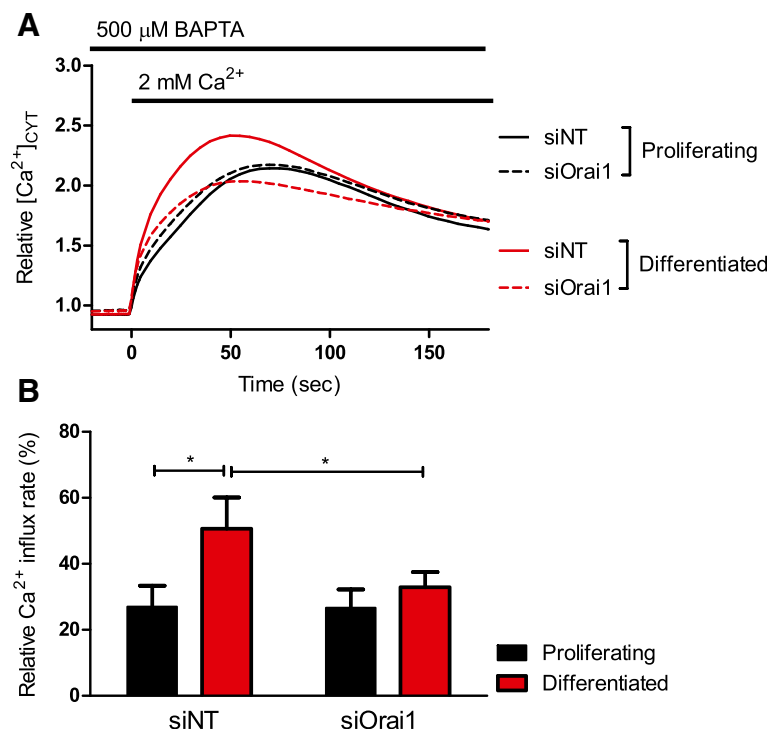 A
500 μM BAPTA
2 mM Ca²⁺
3.0
2.5
2.0
1.5
1.0
Relative [Ca²⁺]CYT
0
50
100
150
Time (sec)
siNT
siOrai1
Proliferating
siNT
siOrai1
Differentiated
B
80
60
40
20
0
Relative Ca²⁺ influx rate (%)
*
*
siNT
siOrai1
Proliferating
Differentiated